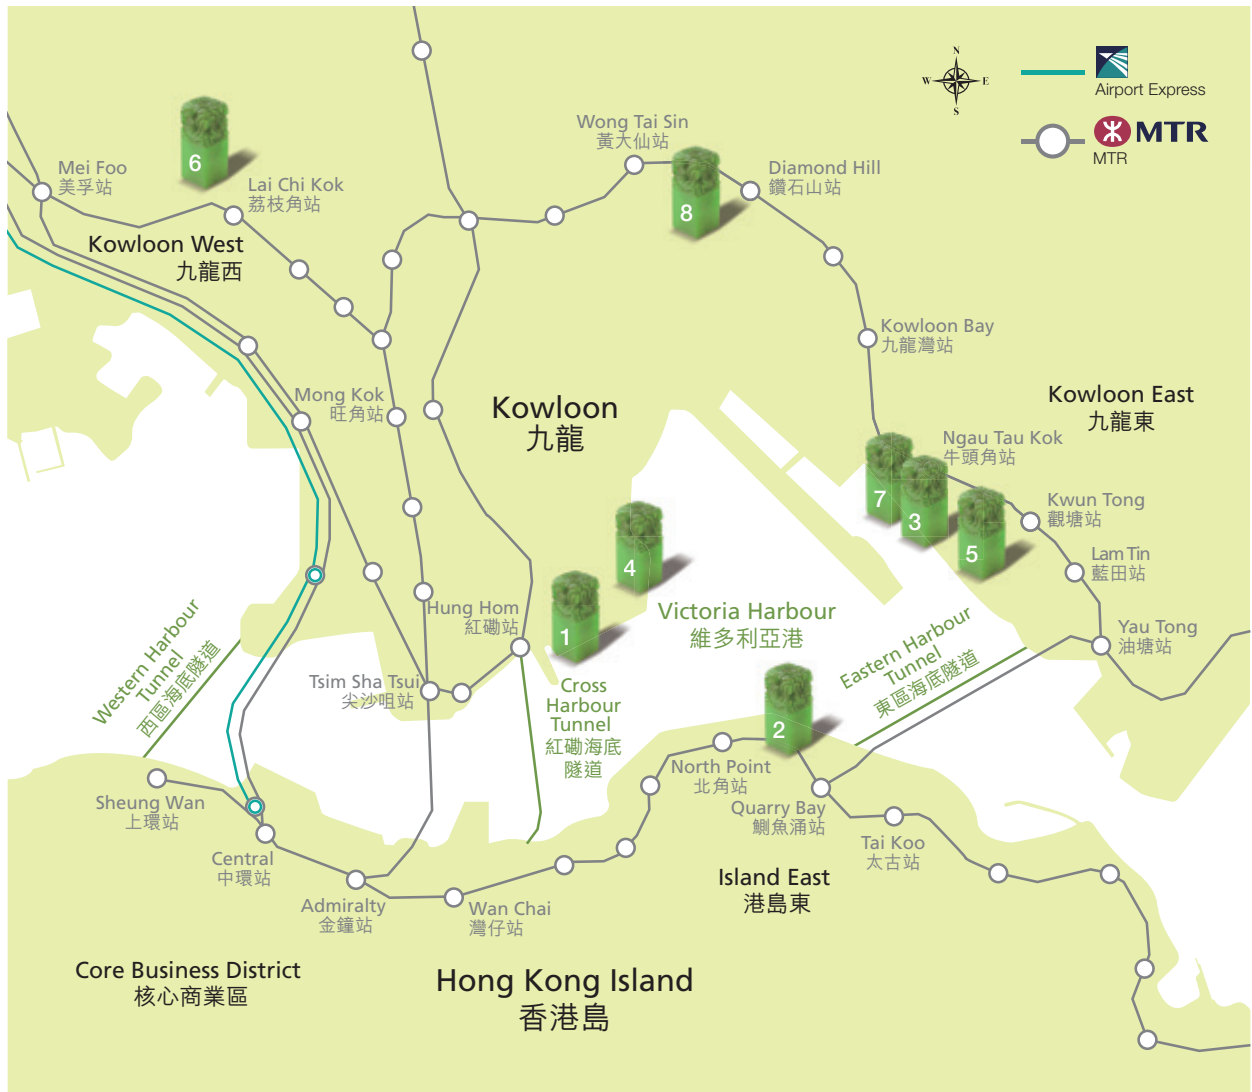 N
W
E
S
Airport Express
MTR
MTR
6
Mei Foo
美孚站
Lai Chi Kok
荔枝角站
Wong Tai Sin
黃大仙站
8
Diamond Hill
鑽石山站
Kowloon West
九龍西
Kowloon Bay
九龍灣站
Mong Kok
旺角站
Kowloon
九龍
Kowloon East
九龍東
Ngau Tau Kok
牛頭角站
7
3
5
Kwun Tong
觀塘站
Lam Tin
藍田站
4
1
Hung Hom
紅磡站
Victoria Harbour
維多利亞港
Yau Tong
油塘站
Western Harbour
Tunnel
西區海底隧道
Eastern Harbour
Tunnel
東區海底隧道
Tsim Sha Tsui
尖沙咀站
Cross
Harbour
Tunnel
紅磡海底
隧道
2
North Point
北角站
Sheung Wan
上環站
Quarry Bay
鰂魚涌站
Tai Koo
太古站
Central
中環站
Island East
港島東
Admiralty
金鐘站
Wan Chai
灣仔站
Core Business District
核心商業區
Hong Kong Island
香港島